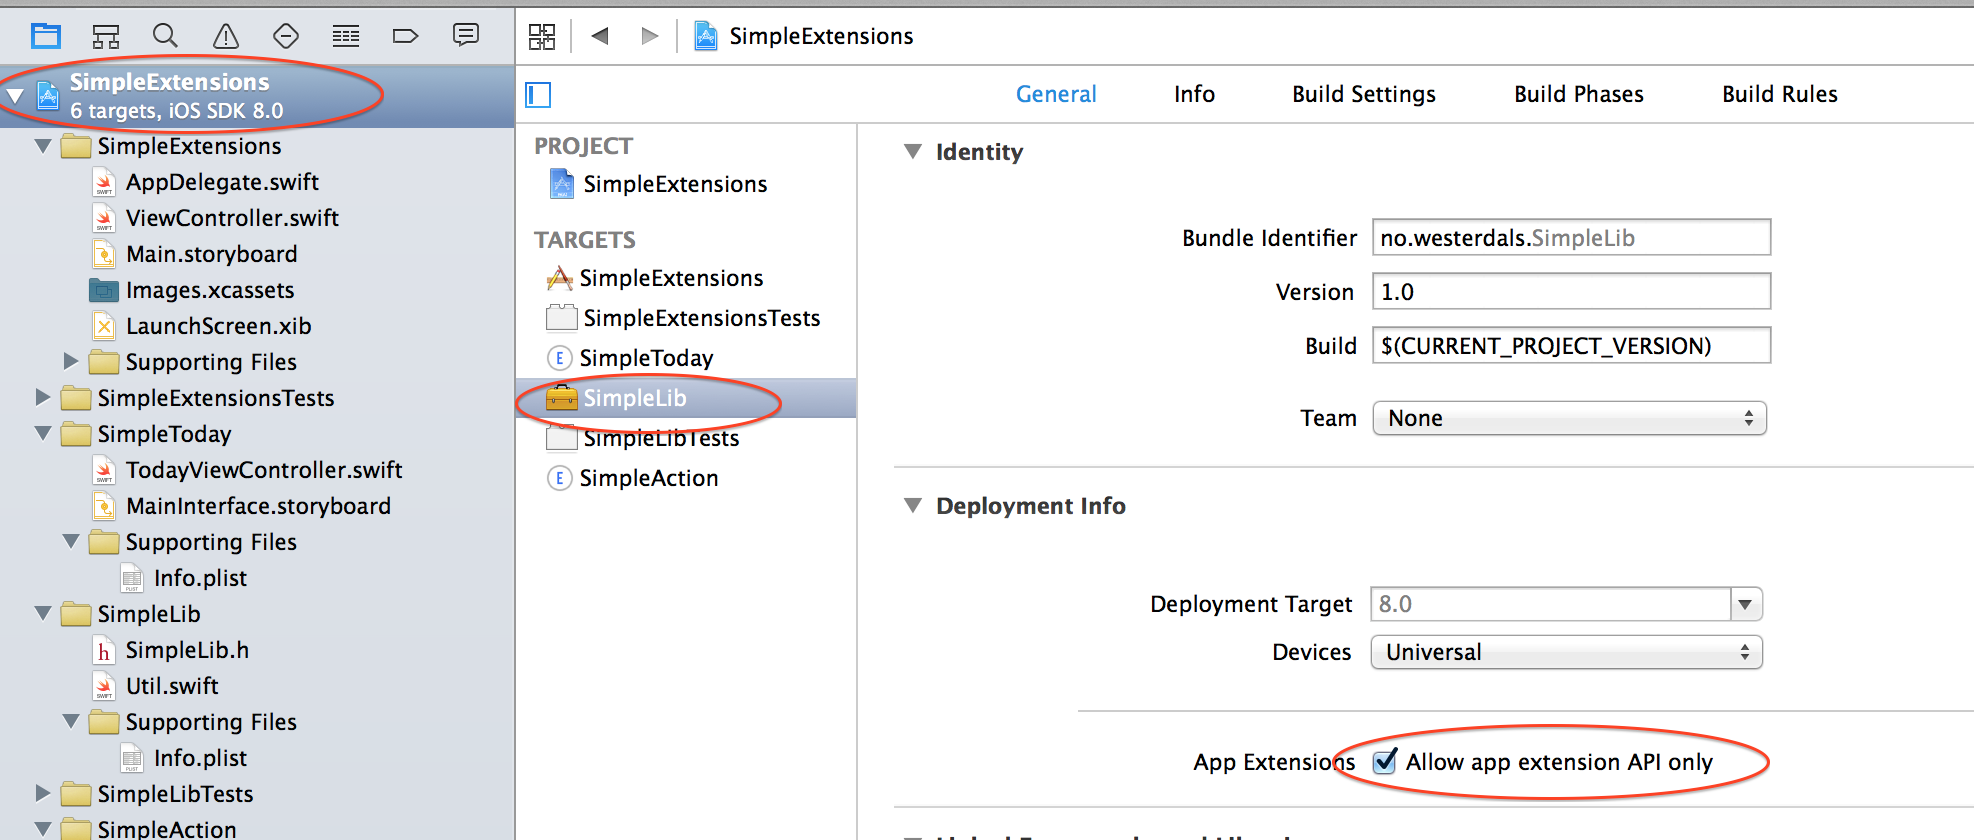 SimpleExtensions
6 targets, iOS SDK 8.0
SimpleExtensions
AppDelegate.swift
ViewController.swift
Main.storyboard
Images.xcassets
LaunchScreen.xib
Supporting Files
SimpleExtensionsTests
SimpleToday
TodayViewController.swift
MainInterface.storyboard
Supporting Files
Info.plist
SimpleLib
SimpleLib.h
Util.swift
Supporting Files
Info.plist
SimpleLibTests
SimpleAction
SimpleExtensions
General Info Build Settings Build Phases Build Rules
PROJECT
SimpleExtensions
TARGETS
SimpleExtensions
SimpleExtensionsTests
SimpleToday
SimpleLib
SimpleLibTests
SimpleAction
Identity
Bundle Identifier no.westerdals.SimpleLib
Version 1.0
Build $(CURRENT_PROJECT_VERSION)
Team None
Deployment Info
Deployment Target 8.0
Devices Universal
App Extensions Allow app extension API only